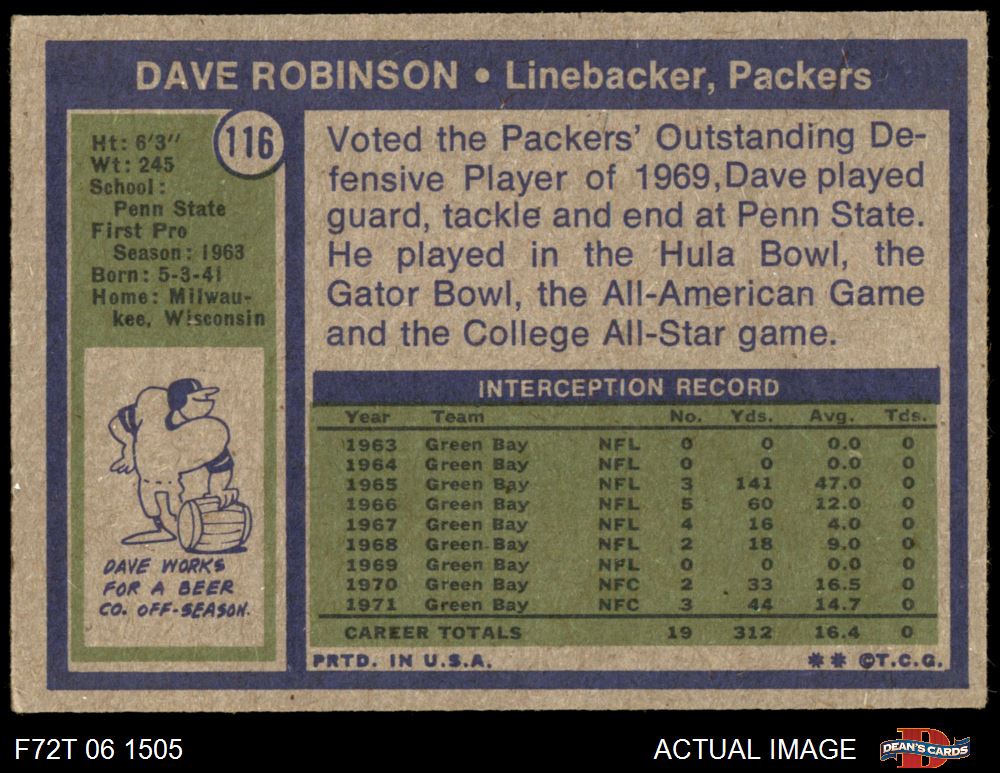 DAVE ROBINSON • Linebacker, Packers
116
Ht: 6'3''
Wt: 245
School:
Penn State
First Pro
Season: 1963
Born: 5-3-41
Home: Milwau-
kee, Wisconsin
Voted the Packers' Outstanding De-
fensive Player of 1969, Dave played
guard, tackle and end at Penn State.
He played in the Hula Bowl, the
Gator Bowl, the All-American Game
and the College All-Star game.
DAVE WORKS
FOR A BEER
CO. OFF-SEASON.
INTERCEPTION RECORD
Year Team No. Yds. Avg. Tds.
1963 Green Bay NFL 0 0 0.0 0
1964 Green Bay NFL 0 0 0.0 0
1965 Green Bay NFL 3 141 47.0 0
1966 Green Bay NFL 5 60 12.0 0
1967 Green Bay NFL 4 16 4.0 0
1968 Green Bay NFL 2 18 9.0 0
1969 Green Bay NFL 0 0 0.0 0
1970 Green Bay NFC 2 33 16.5 0
1971 Green Bay NFC 3 44 14.7 0
CAREER TOTALS 19 312 16.4 0
PRTD. IN U.S.A. ** ©T.C.G.
F72T 06 1505 ACTUAL IMAGE DEAN'S CARDS